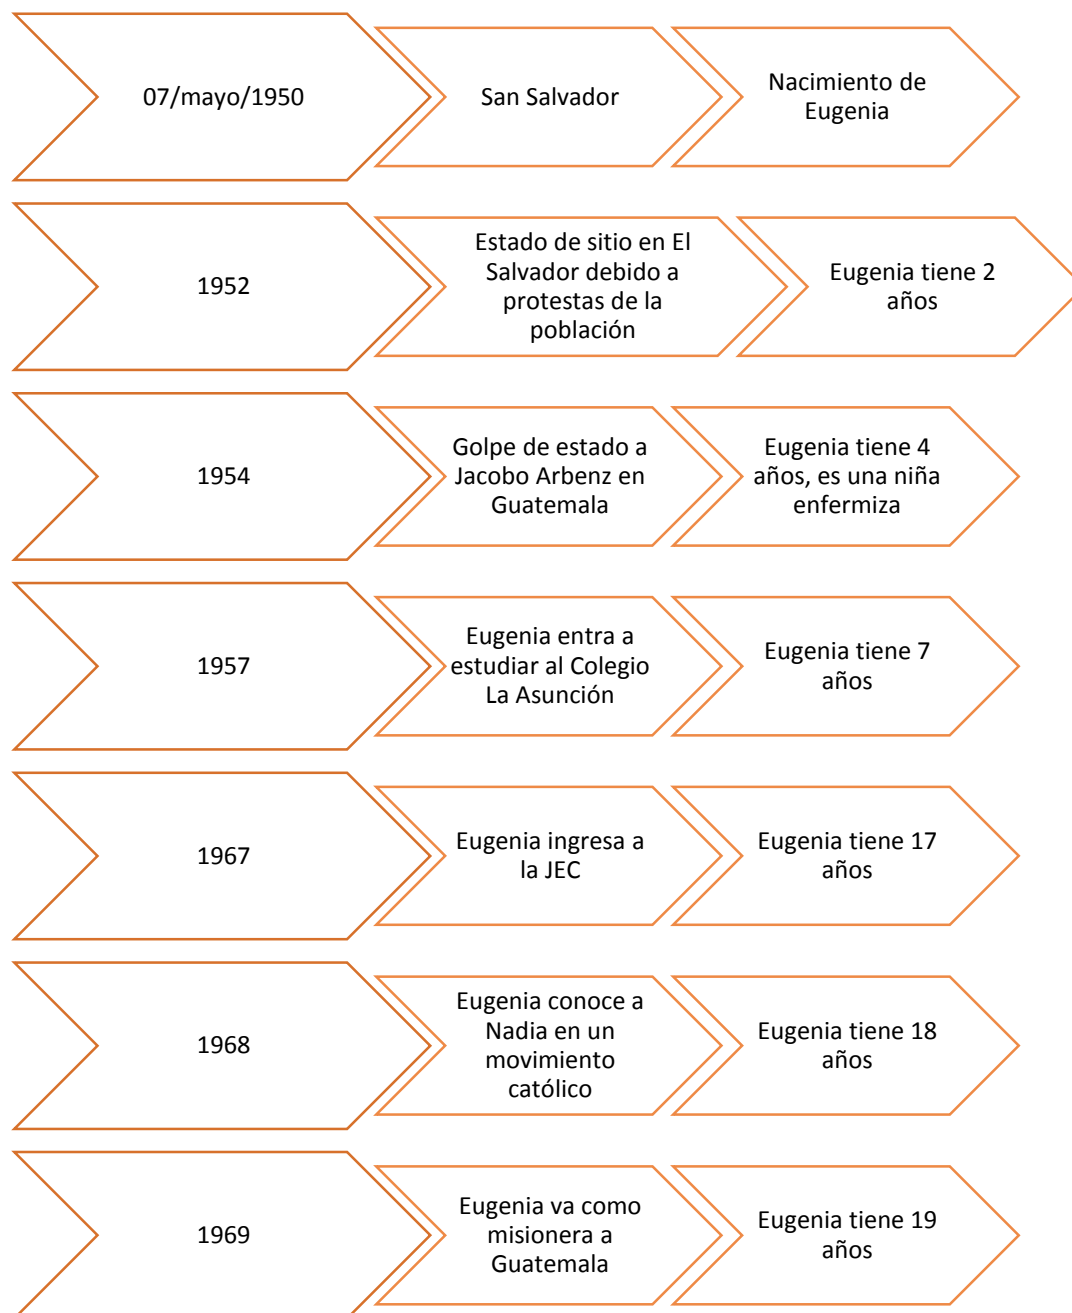 07/mayo/1950
San Salvador
Nacimiento de
Eugenia
1952
Estado de sitio en El
Salvador debido a
protestas de la
población
Eugenia tiene 2
años
1954
Golpe de estado a
Jacobo Arbenz en
Guatemala
Eugenia tiene 4
años, es una niña
enfermiza
1957
Eugenia entra a
estudiar al Colegio
La Asunción
Eugenia tiene 7
años
1967
Eugenia ingresa a
la JEC
Eugenia tiene 17
años
1968
Eugenia conoce a
Nadia en un
movimiento
católico
Eugenia tiene 18
años
1969
Eugenia va como
misionera a
Guatemala
Eugenia tiene 19
años